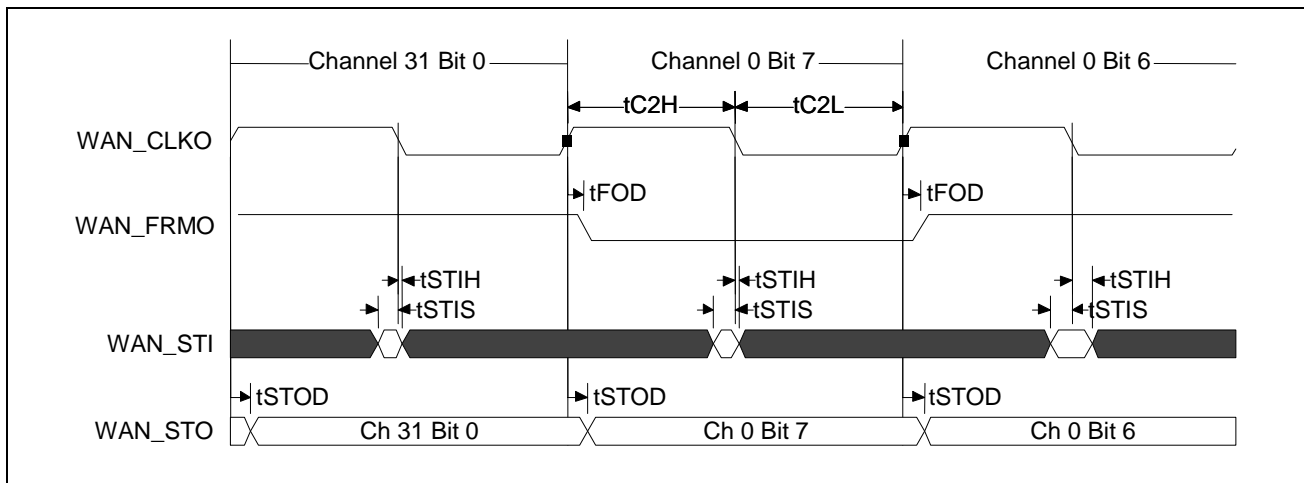 Channel 31 Bit 0 Channel 0 Bit 7 Channel 0 Bit 6
tC2H tC2L
WAN_CLKO
tFOD tFOD
WAN_FRMO
tSTIH tSTIH tSTIH
tSTIS tSTIS tSTIS
WAN_STI
tSTOD tSTOD tSTOD
WAN_STO Ch 31 Bit 0 Ch 0 Bit 7 Ch 0 Bit 6